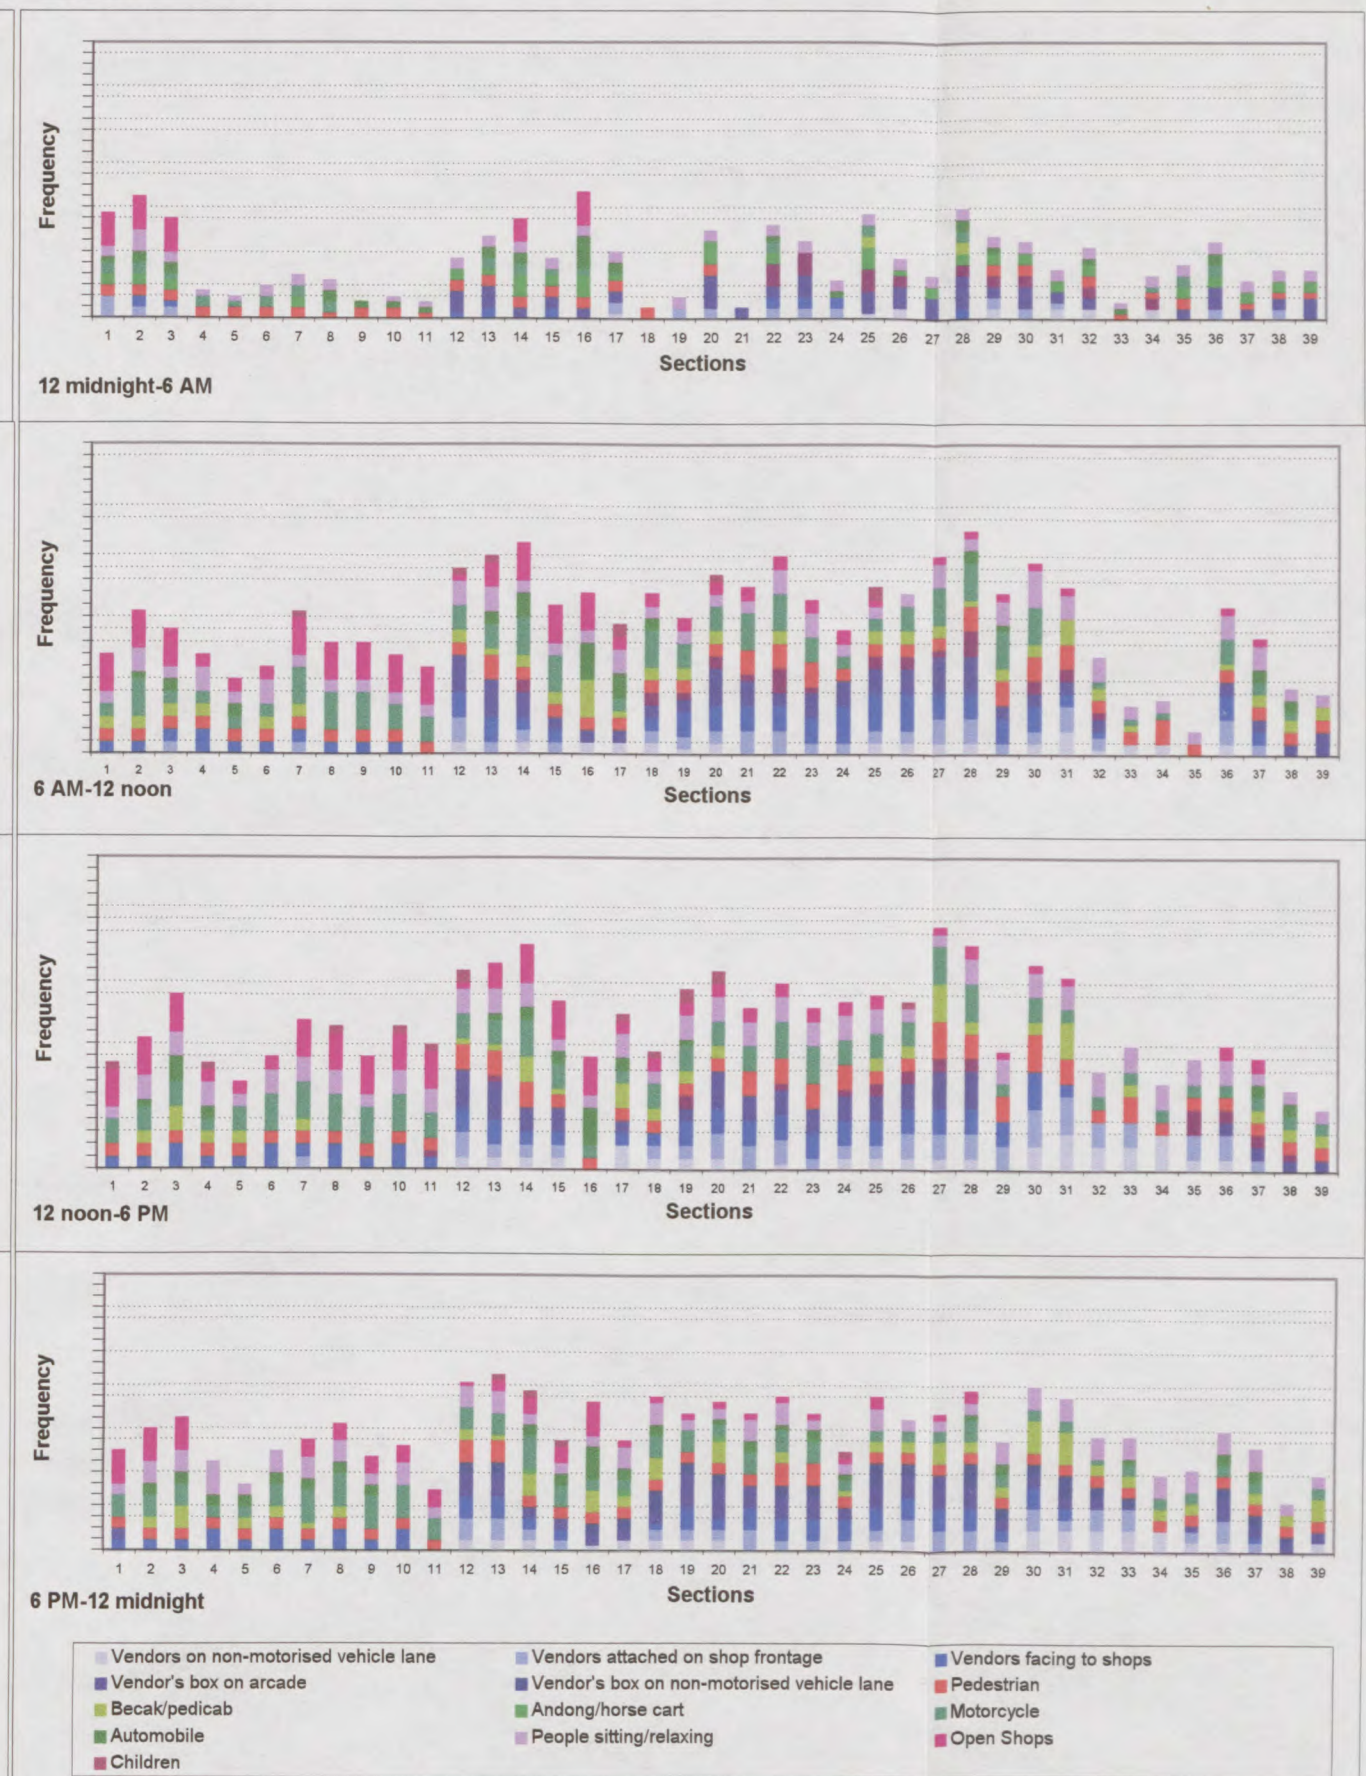 Frequency
1 2 3 4 5 6 7 8 9 10 11 12 13 14 15 16 17 18 19 20 21 22 23 24 25 26 27 28 29 30 31 32 33 34 35 36 37 38 39
Sections
12 midnight-6 AM
Frequency
1 2 3 4 5 6 7 8 9 10 11 12 13 14 15 16 17 18 19 20 21 22 23 24 25 26 27 28 29 30 31 32 33 34 35 36 37 38 39
6 AM-12 noon
Sections
Frequency
1 2 3 4 5 6 7 8 9 10 11 12 13 14 15 16 17 18 19 20 21 22 23 24 25 26 27 28 29 30 31 32 33 34 35 36 37 38 39
12 noon-6 PM
Sections
Frequency
1 2 3 4 5 6 7 8 9 10 11 12 13 14 15 16 17 18 19 20 21 22 23 24 25 26 27 28 29 30 31 32 33 34 35 36 37 38 39
6 PM-12 midnight
Sections
Vendors on non-motorised vehicle lane
Vendors attached on shop frontage
Vendors facing to shops
Vendor's box on arcade
Vendor's box on non-motorised vehicle lane
Pedestrian
Becak/pedicab
Andong/horse cart
Motorcycle
Automobile
People sitting/relaxing
Open Shops
Children